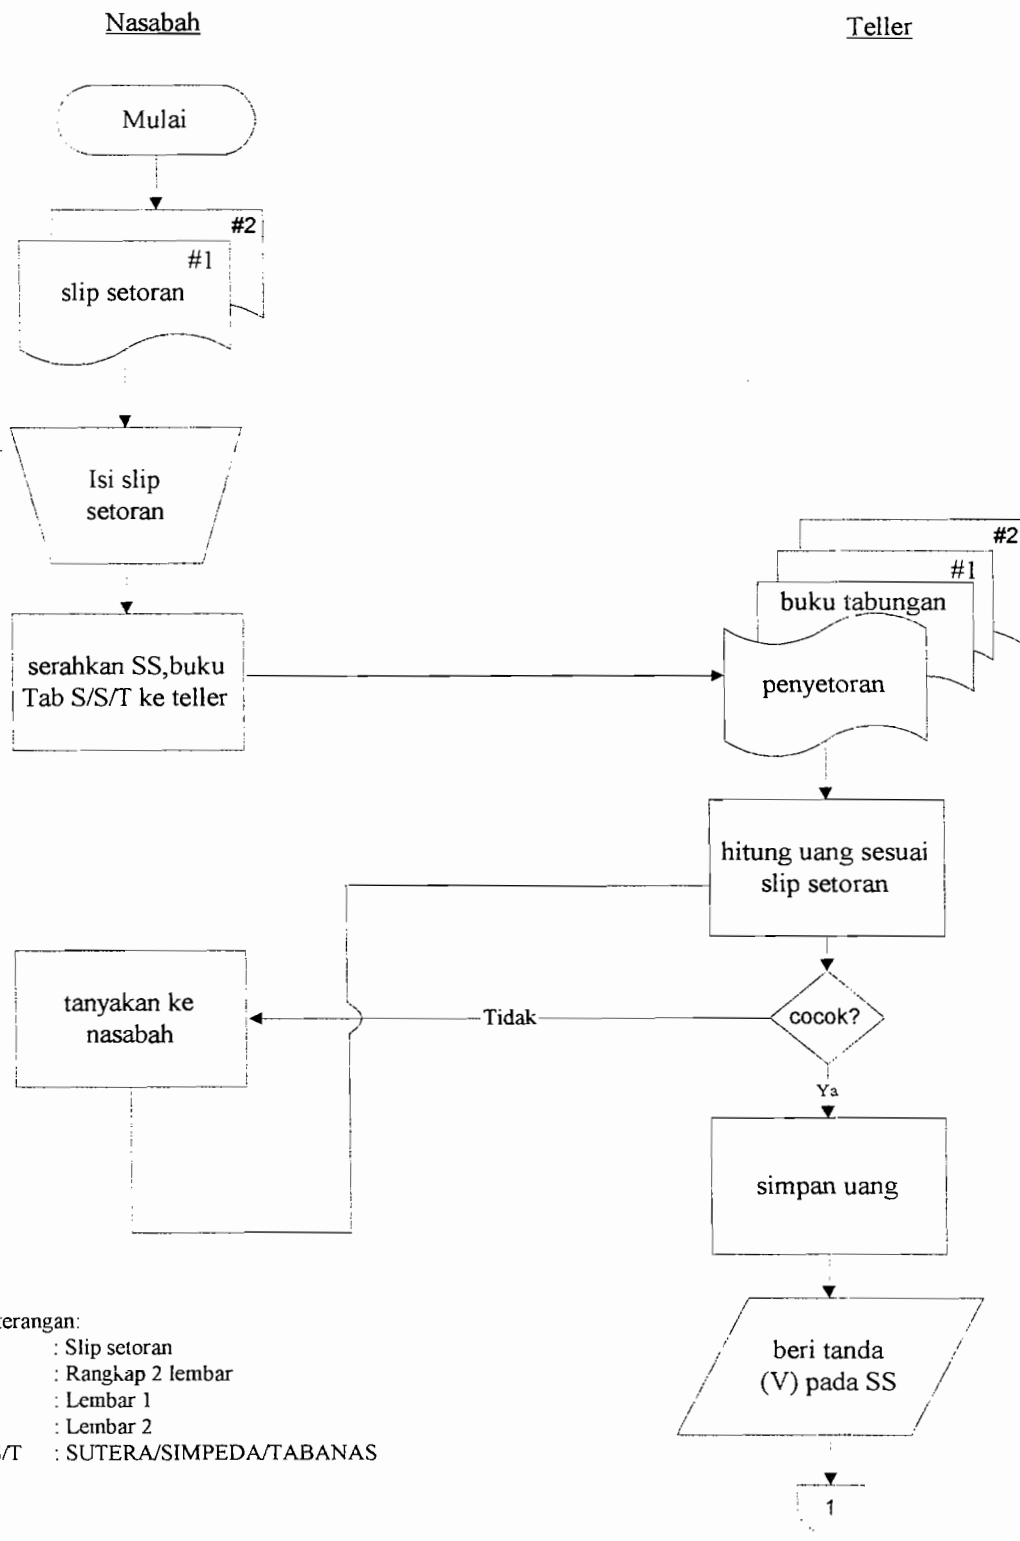 Nasabah
Teller
Mulai
#2
#1
slip setoran
Isi slip
setoran
#2
#1
buku tabungan
serahkan SS,buku
Tab S/S/T ke teller
penyetoran
hitung uang sesuai
slip setoran
tanyakan ke
nasabah
Tidak
cocok?
Ya
simpan uang
terangan:
: Slip setoran
: Rangkap 2 lembar
: Lembar 1
: Lembar 2
/T : SUTERA/SIMPEDA/TABANAS
beri tanda
(V) pada SS
1